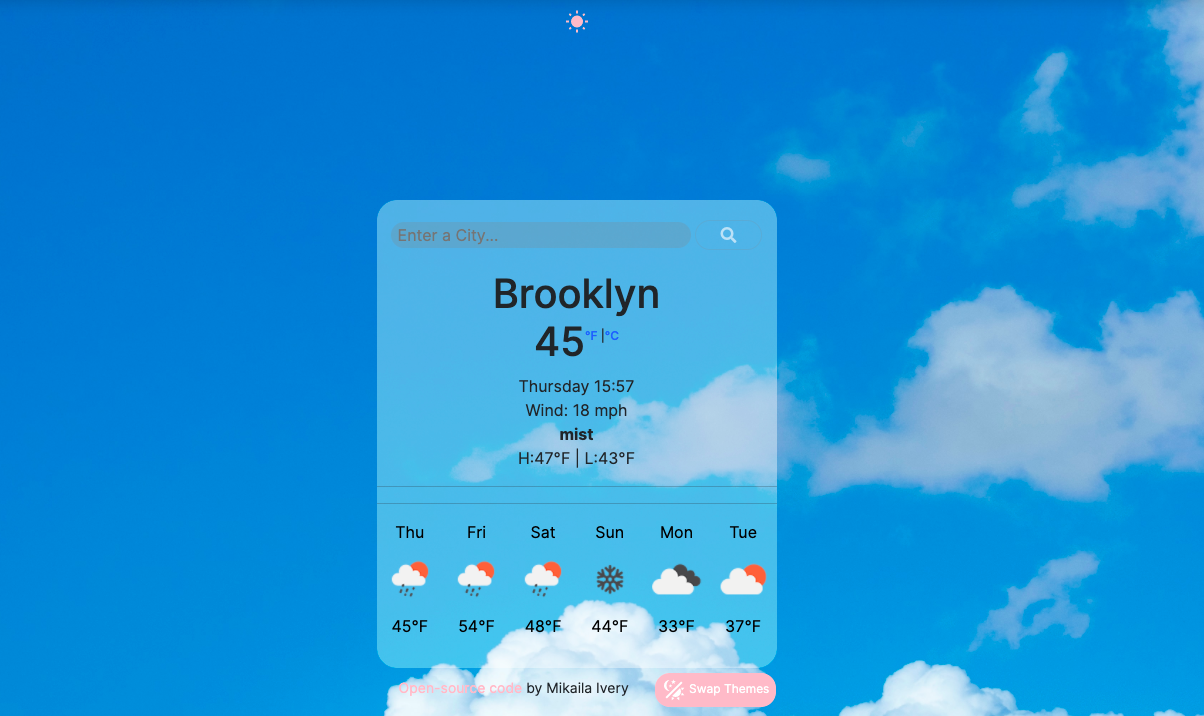 Enter a City...
Brooklyn
45°F |°C
Thursday 15:57
Wind: 18 mph
mist
H:47°F | L:43°F
Thu Fri Sat Sun Mon Tue
45°F 54°F 48°F 44°F 33°F 37°F
Open-source code by Mikaila Ivery
Swap Themes